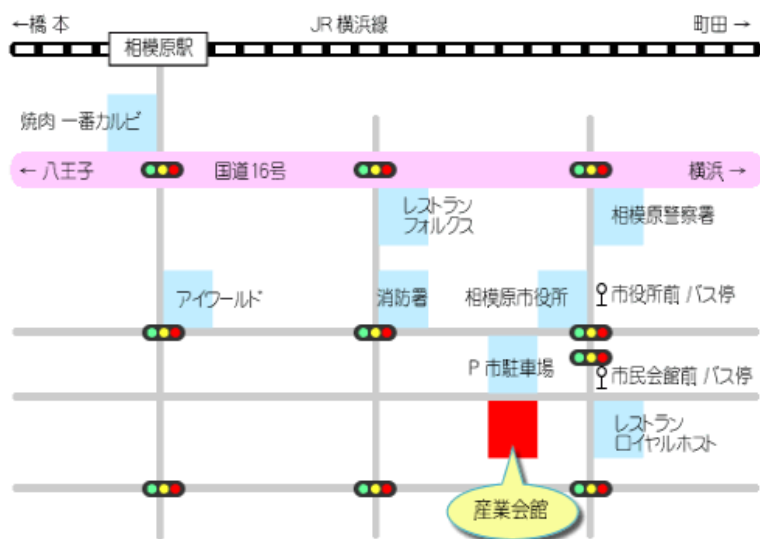 ←橋 本
JR 横浜線
町田 →
相模原駅
焼肉 一番カルビ
← 八王子
国道16号
横浜 →
レストラン
フォルクス
相模原警察署
アイワールド
消防署
相模原市役所
市役所前 バス停
P 市駐車場
市民会館前 バス停
レストラン
ロイヤルホスト
産業会館